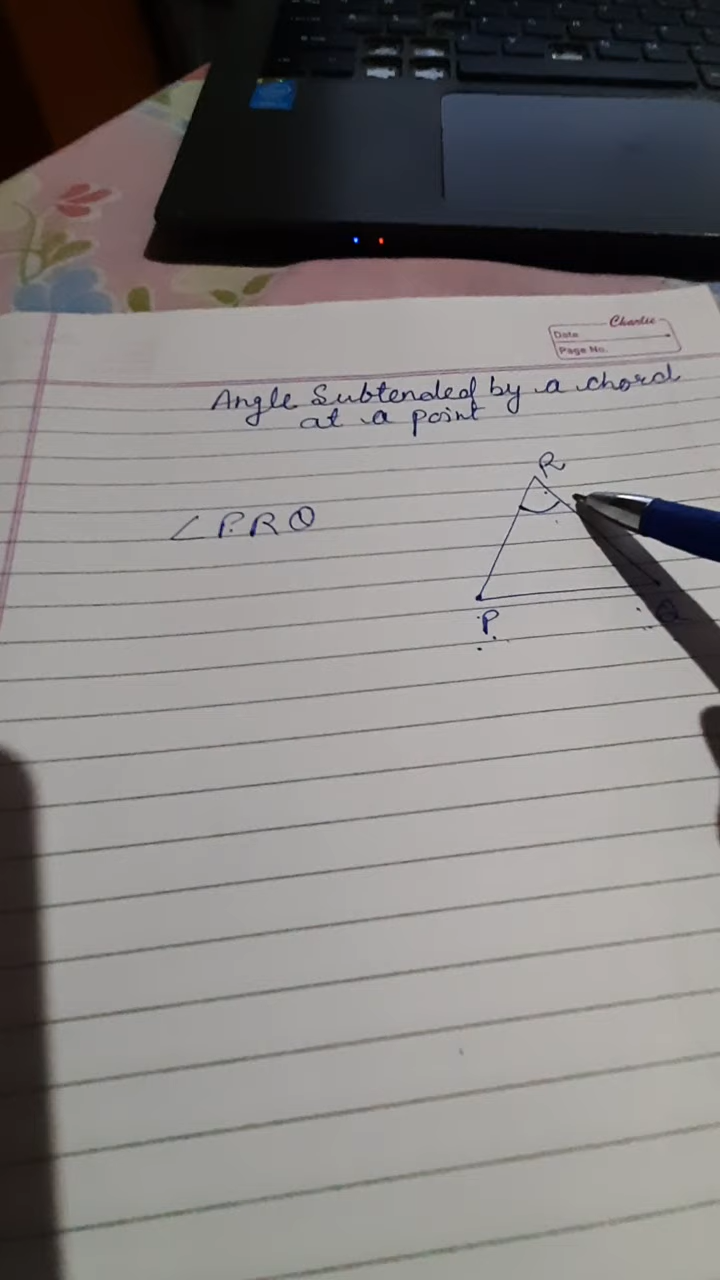 Charlie
Date
Page No.
Angle Subtended by a chord
at a point
R
∠PRQ
P
Q